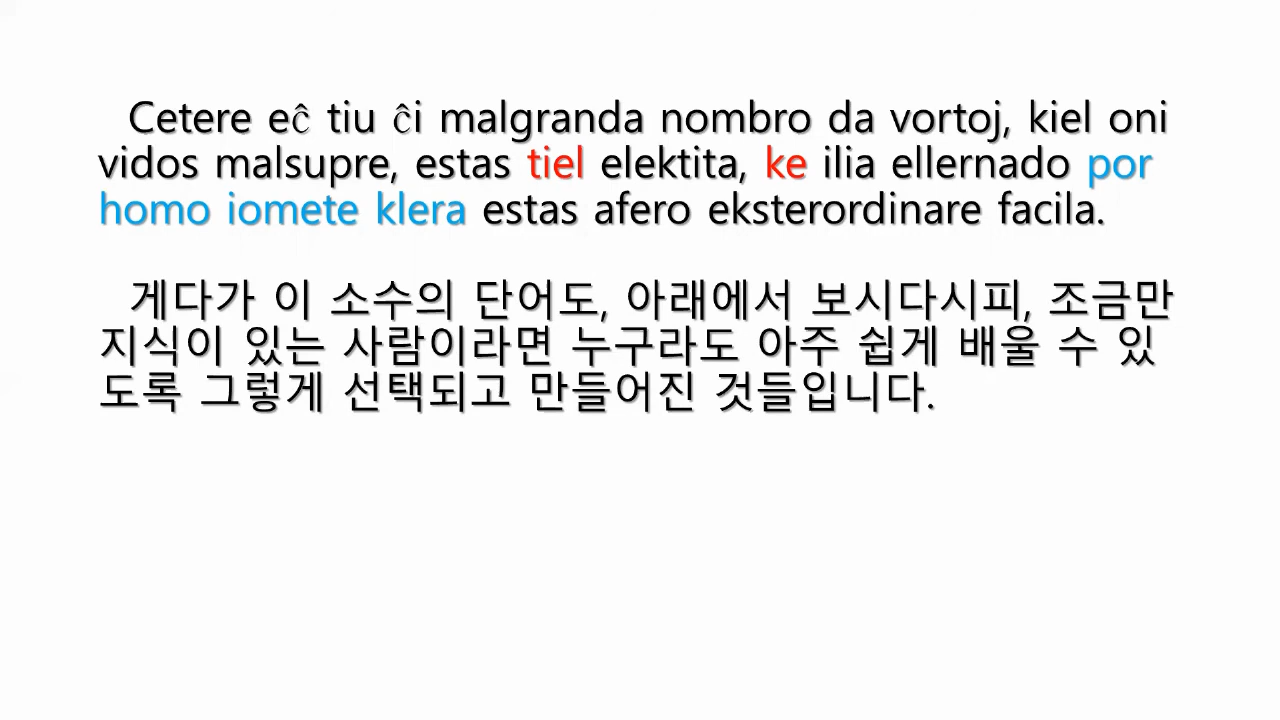 Cetere eĉ tiu ĉi malgranda nombro da vortoj, kiel oni
vidos malsupre, estas tiel elektita, ke ilia ellernado por
homo iomete klera estas afero eksterordinare facila.
게다가 이 소수의 단어도, 아래에서 보시다시피, 조금만
지식이 있는 사람이라면 누구라도 아주 쉽게 배울 수 있
도록 그렇게 선택되고 만들어진 것들입니다.